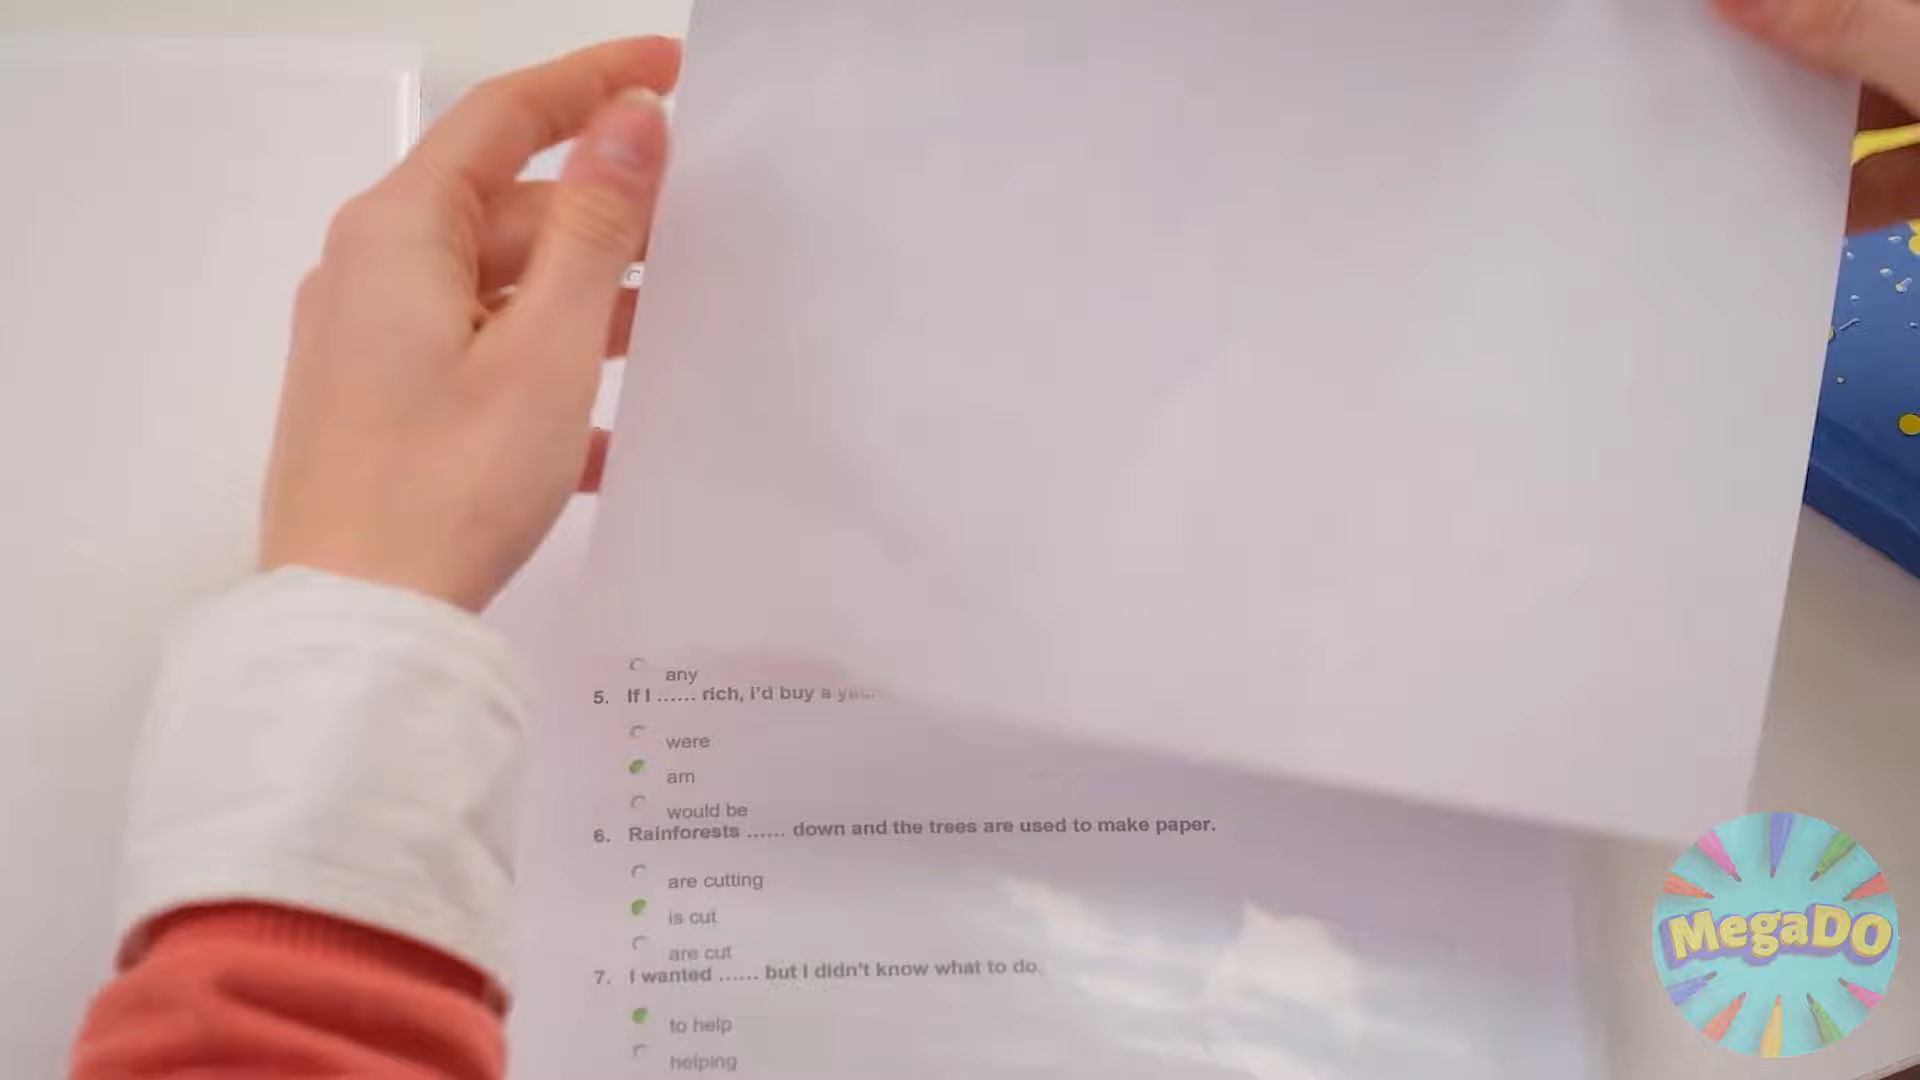 any
5. If I ...... rich, i'd buy a
were
am
would be
6. Rainforests ...... down and the trees are used to make paper.
are cutting
is cut
are cut
7. I wanted ...... but I didn't know what to do.
to help
helping
MegaDO